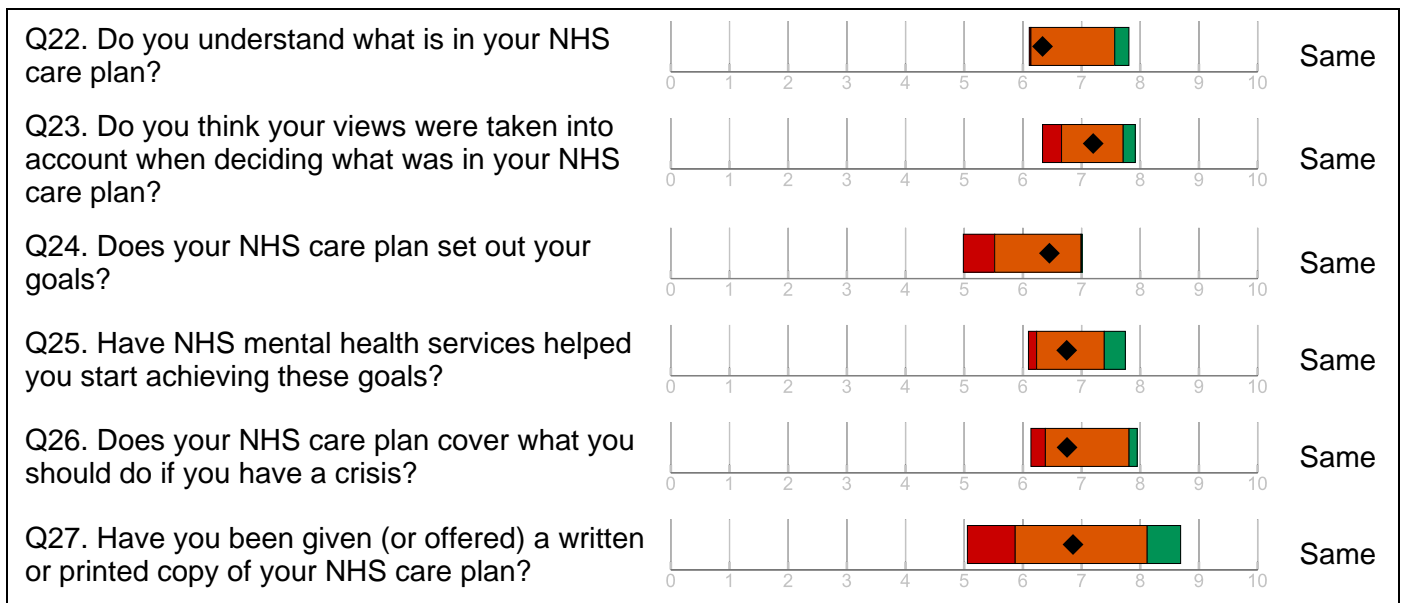 Q22. Do you understand what is in your NHS
care plan?
Same
0 1 2 3 4 5 6 7 8 9 10
Q23. Do you think your views were taken into
account when deciding what was in your NHS
care plan?
Same
0 1 2 3 4 5 6 7 8 9 10
Q24. Does your NHS care plan set out your
goals?
Same
0 1 2 3 4 5 6 7 8 9 10
Q25. Have NHS mental health services helped
you start achieving these goals?
Same
0 1 2 3 4 5 6 7 8 9 10
Q26. Does your NHS care plan cover what you
should do if you have a crisis?
Same
0 1 2 3 4 5 6 7 8 9 10
Q27. Have you been given (or offered) a written
or printed copy of your NHS care plan?
Same
0 1 2 3 4 5 6 7 8 9 10